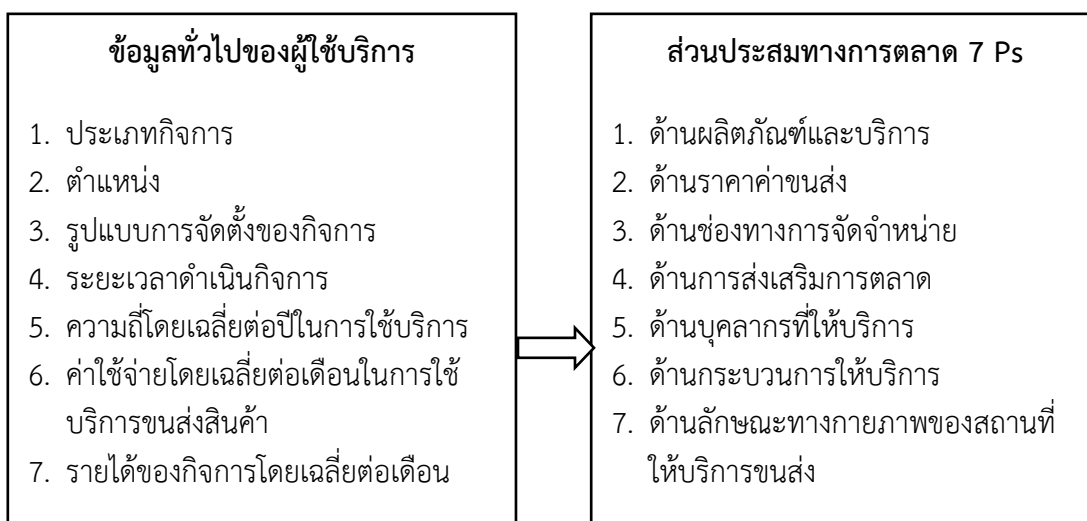 ข้อมูลทั่วไปของผู้ใช้บริการ
1. ประเภทกิจการ
2. ตำแหน่ง
3. รูปแบบการจัดตั้งของกิจการ
4. ระยะเวลาดำเนินกิจการ
5. ความถี่โดยเฉลี่ยต่อปีในการใช้บริการ
6. ค่าใช้จ่ายโดยเฉลี่ยต่อเดือนในการใช้
บริการขนส่งสินค้า
7. รายได้ของกิจการโดยเฉลี่ยต่อเดือน
ส่วนประสมทางการตลาด 7 Ps
1. ด้านผลิตภัณฑ์และบริการ
2. ด้านราคาค่าขนส่ง
3. ด้านช่องทางการจัดจำหน่าย
4. ด้านการส่งเสริมการตลาด
5. ด้านบุคลากรที่ให้บริการ
6. ด้านกระบวนการให้บริการ
7. ด้านลักษณะทางกายภาพของสถานที่
ให้บริการขนส่ง